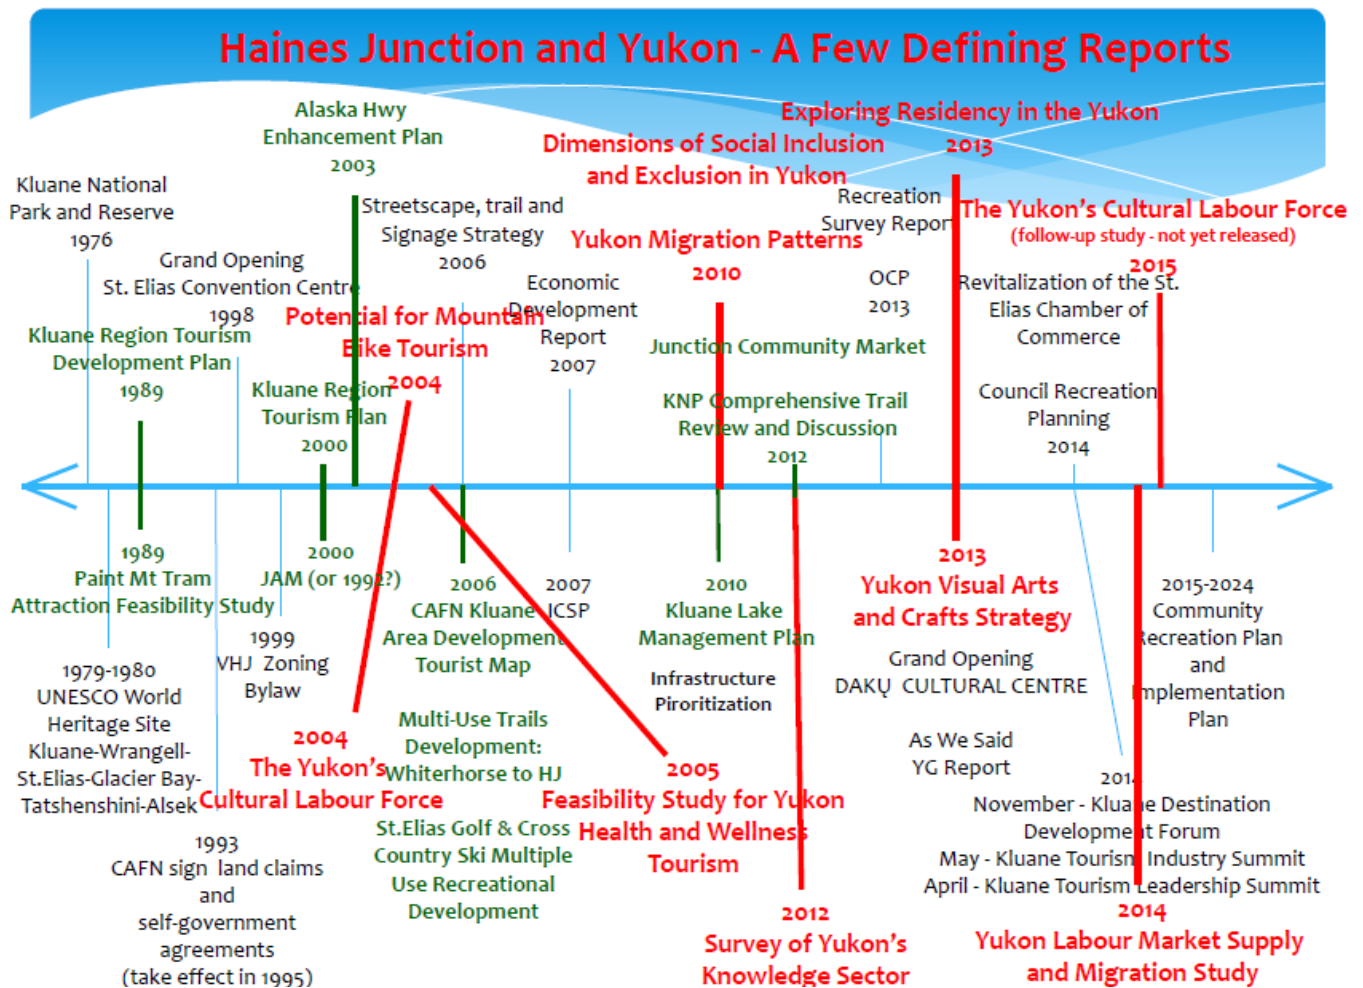 Haines Junction and Yukon - A Few Defining Reports
Alaska Hwy
Enhancement Plan
2003
Exploring Residency in the Yukon
2013
Dimensions of Social Inclusion
and Exclusion in Yukon
Yukon Migration Patterns
2010
Kluane National
Park and Reserve
1976
Streetscape, trail and
Signage Strategy
2006
Recreation
Survey Report
The Yukon's Cultural Labour Force
(follow-up study - not yet released)
2015
Grand Opening
St. Elias Convention Centre
1998
Economic
Development
Report
2007
OCP
2013
Revitalization of the St.
Elias Chamber of
Commerce
Kluane Region Tourism
Development Plan
1989
Potential for Mountain
Bike Tourism
2004
Junction Community Market
Kluane Region
Tourism Plan
2000
KNP Comprehensive Trail
Review and Discussion
2012
Council Recreation
Planning
2014
1989
Paint Mt Tram
Attraction Feasibility Study
2000
JAM (or 1992?)
2006
CAFN Kluane
Area Development
Tourist Map
2007
ICSP
2010
Kluane Lake
Management Plan
2013
Yukon Visual Arts
and Crafts Strategy
2015-2024
Community
Recreation Plan
and
Implementation
Plan
1999
VHJ Zoning
Bylaw
1979-1980
UNESCO World
Heritage Site
Kluane-Wrangell-
St.Elias-Glacier Bay-
Tatshenshini-Alsek
Infrastructure
Piroritization
Grand Opening
DAKŲ CULTURAL CENTRE
Multi-Use Trails
Development:
Whiterhorse to HJ
2004
The Yukon's
Cultural Labour Force
2005
Feasibility Study for Yukon
Health and Wellness
Tourism
As We Said
YG Report
2014
November - Kluane Destination
Development Forum
May - Kluane Tourism Industry Summit
April - Kluane Tourism Leadership Summit
St.Elias Golf & Cross
Country Ski Multiple
Use Recreational
Development
1993
CAFN sign land claims
and
self-government
agreements
(take effect in 1995)
2012
Survey of Yukon's
Knowledge Sector
2014
Yukon Labour Market Supply
and Migration Study